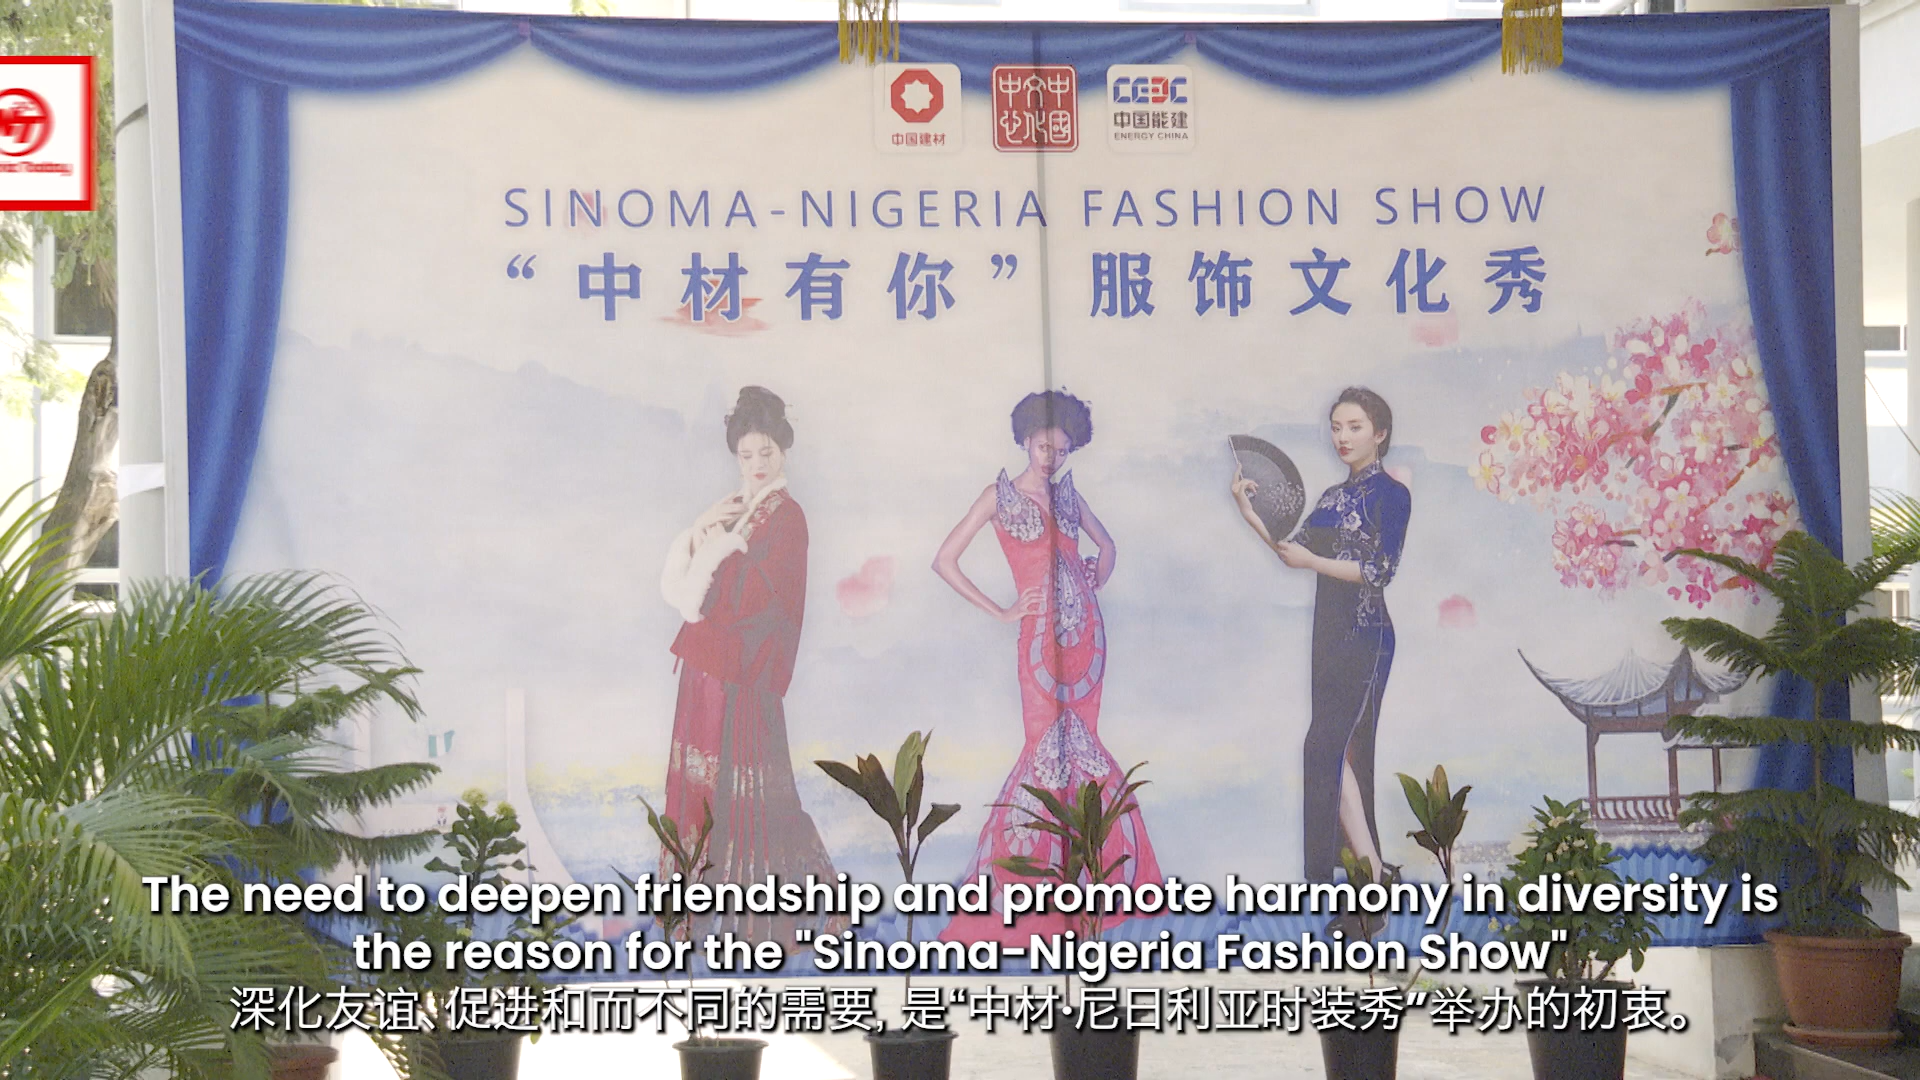 中国建材
中文中
心化國
CEEC
中国能建
ENERGY CHINA
SINOMA-NIGERIA FASHION SHOW
“中材有你”服饰文化秀
The need to deepen friendship and promote harmony in diversity is
the reason for the "Sinoma-Nigeria Fashion Show"
深化友谊、促进和而不同的需要, 是“中材·尼日利亚时装秀”举办的初衷。